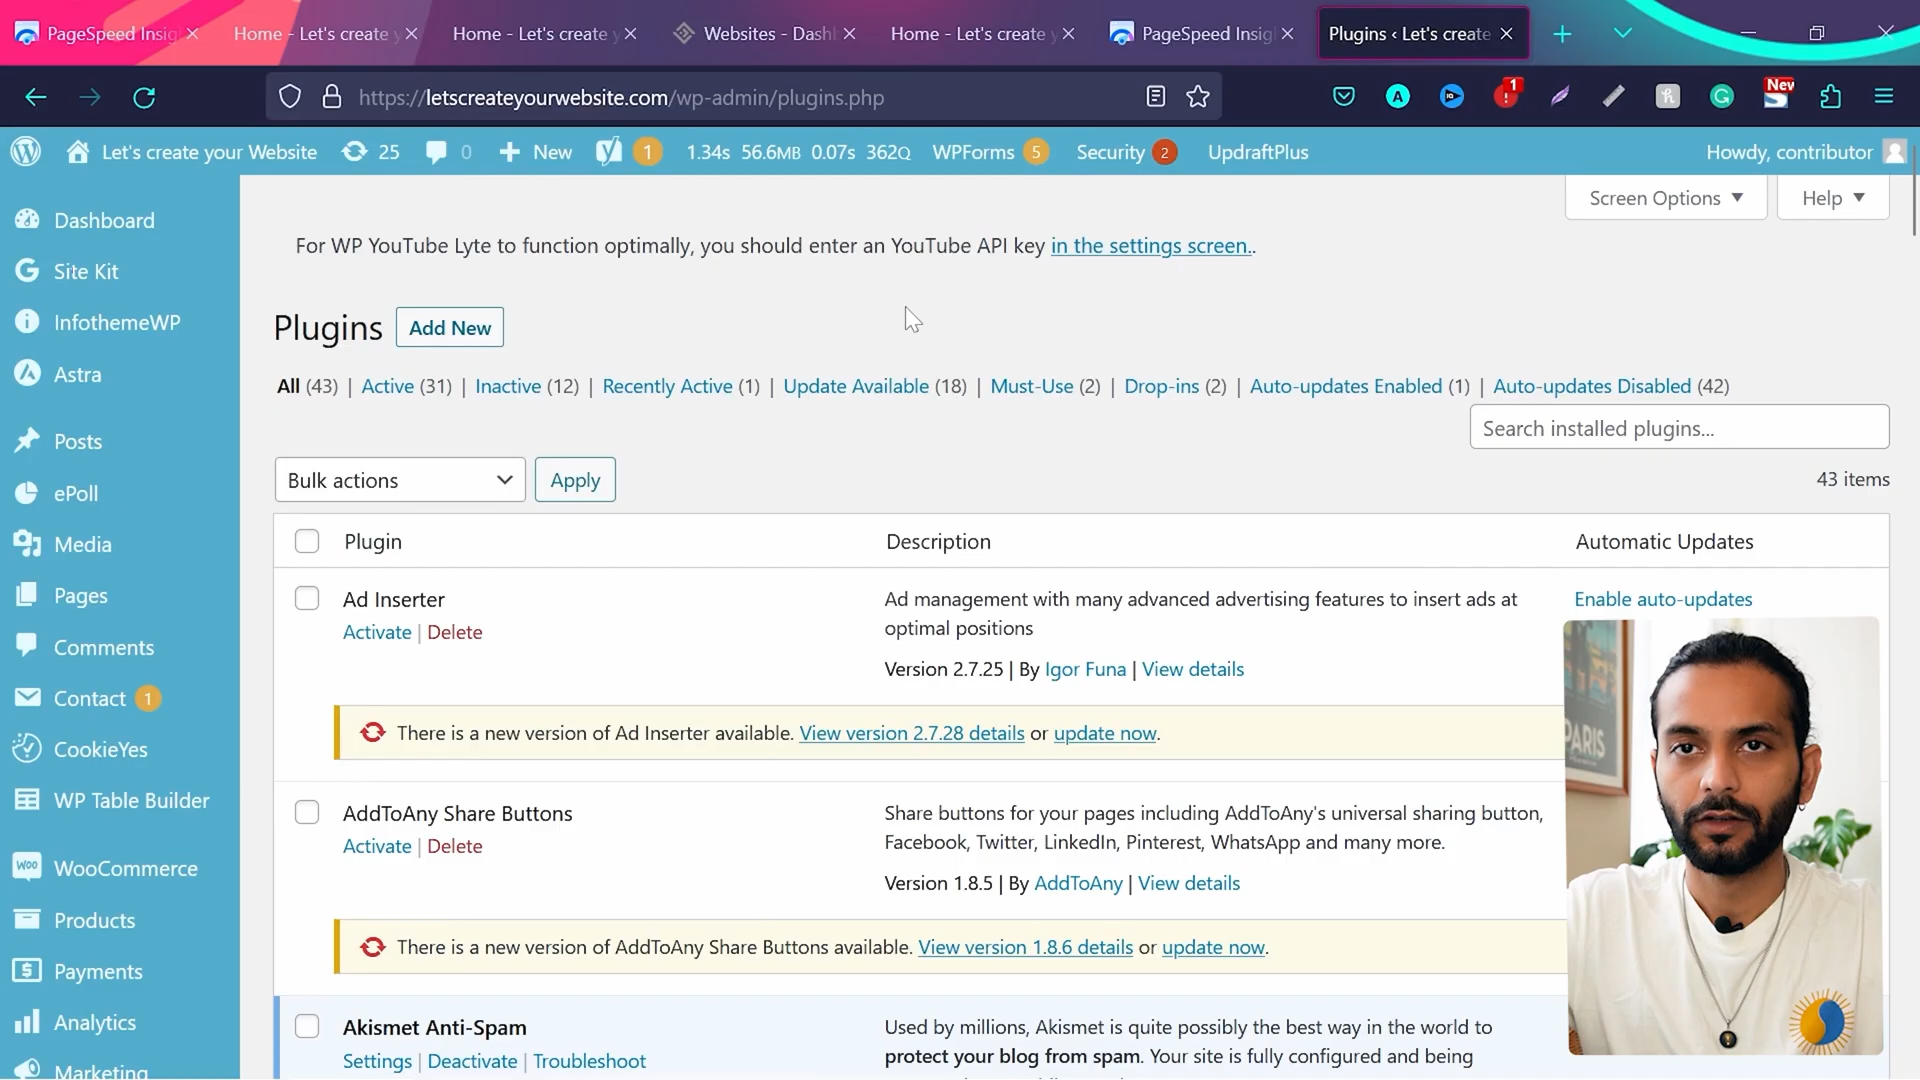 PageSpeed Insig
Home - Let's create y
Home - Let's create y
Websites - Dash
Home - Let's create y
PageSpeed Insig
Plugins ‹ Let's create
https://letscreateyourwebsite.com/wp-admin/plugins.php
1
New
Let's create your Website
25
0
New
1
1.34s 56.6MB 0.07s 362Q
WPForms 5
Security 2
UpdraftPlus
Howdy, contributor
Screen Options
Help
Dashboard
Site Kit
InfothemeWP
Astra
Posts
ePoll
Media
Pages
Comments
Contact 1
CookieYes
WP Table Builder
WooCommerce
Products
Payments
Analytics
Marketing
For WP YouTube Lyte to function optimally, you should enter an YouTube API key in the settings screen..
Plugins Add New
All (43) | Active (31) | Inactive (12) | Recently Active (1) | Update Available (18) | Must-Use (2) | Drop-ins (2) | Auto-updates Enabled (1) | Auto-updates Disabled (42)
Search installed plugins...
Bulk actions Apply
43 items
Plugin Description Automatic Updates
Ad Inserter
Activate | Delete
Ad management with many advanced advertising features to insert ads at
optimal positions
Version 2.7.25 | By Igor Funa | View details
Enable auto-updates
There is a new version of Ad Inserter available. View version 2.7.28 details or update now.
AddToAny Share Buttons
Activate | Delete
Share buttons for your pages including AddToAny's universal sharing button,
Facebook, Twitter, LinkedIn, Pinterest, WhatsApp and many more.
Version 1.8.5 | By AddToAny | View details
There is a new version of AddToAny Share Buttons available. View version 1.8.6 details or update now.
Akismet Anti-Spam
Settings | Deactivate | Troubleshoot
Used by millions, Akismet is quite possibly the best way in the world to
protect your blog from spam. Your site is fully configured and being
PARIS